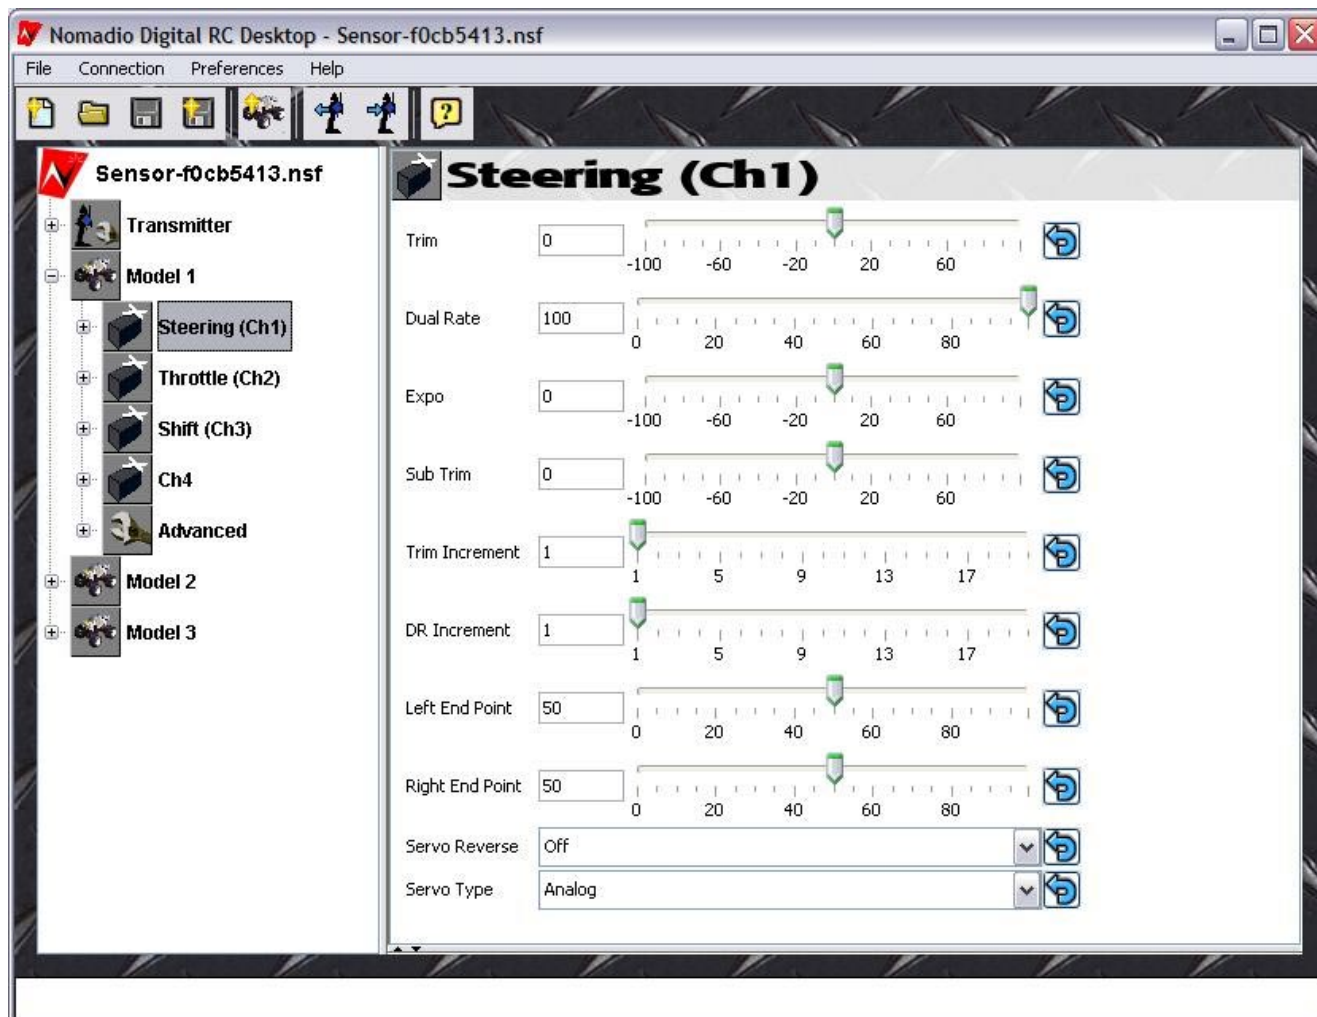 Nomadio Digital RC Desktop - Sensor-f0cb5413.nsf
File Connection Preferences Help
Sensor-f0cb5413.nsf
Transmitter
Model 1
Steering (Ch1)
Throttle (Ch2)
Shift (Ch3)
Ch4
Advanced
Model 2
Model 3
Steering (Ch1)
Trim 0
-100 -60 -20 20 60
Dual Rate 100
0 20 40 60 80
Expo 0
-100 -60 -20 20 60
Sub Trim 0
-100 -60 -20 20 60
Trim Increment 1
1 5 9 13 17
DR Increment 1
1 5 9 13 17
Left End Point 50
0 20 40 60 80
Right End Point 50
0 20 40 60 80
Servo Reverse Off
Servo Type Analog